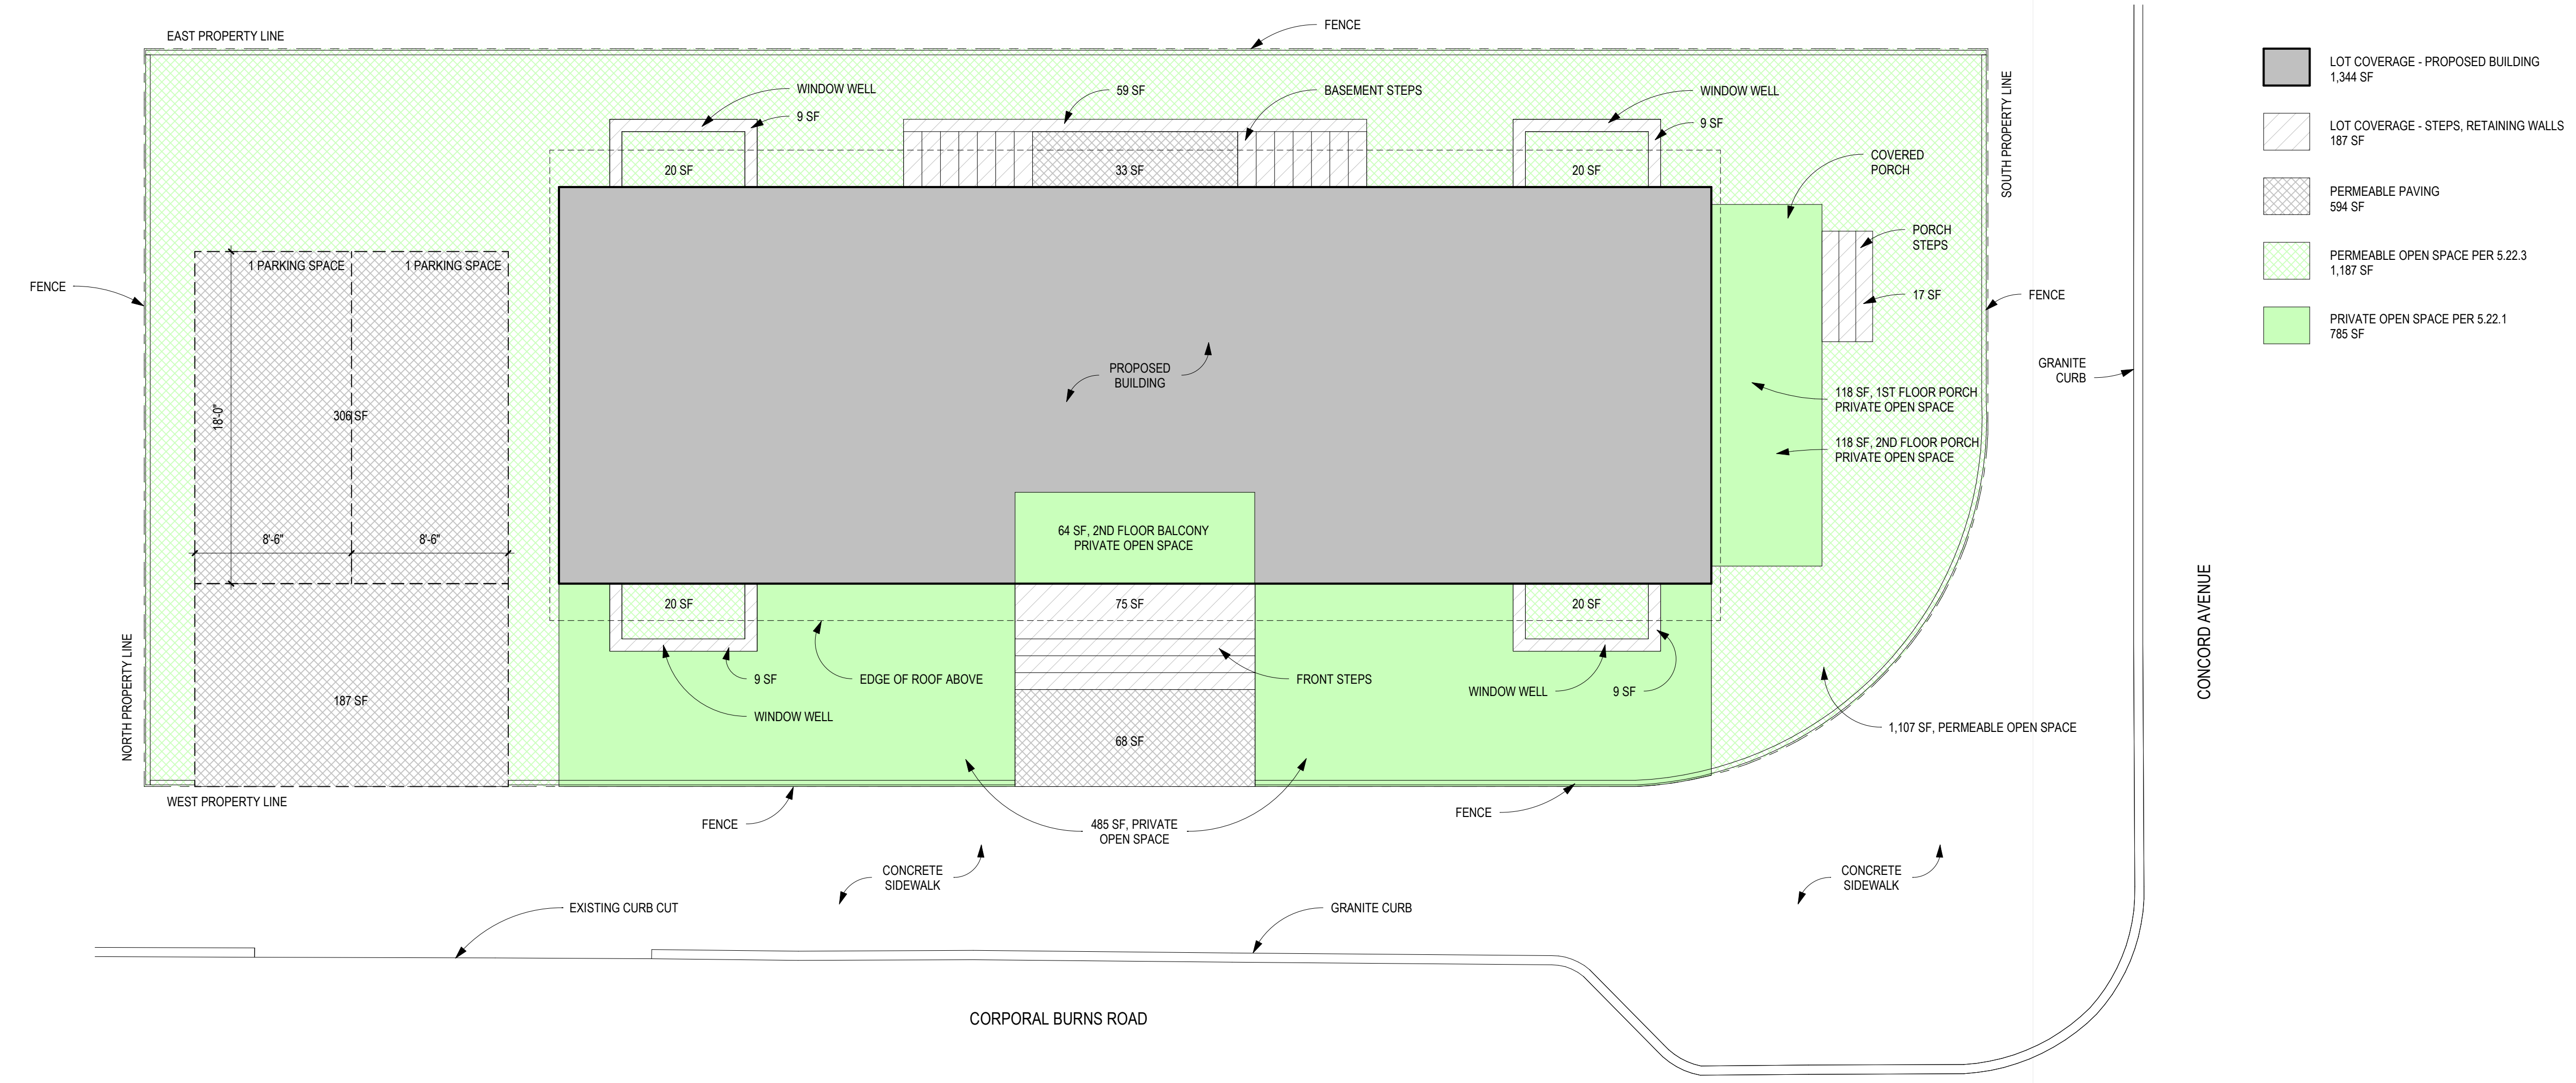 FENCE
EAST PROPERTY LINE
WINDOW WELL
9 SF
59 SF
BASEMENT STEPS
WINDOW WELL
9 SF
SOUTH PROPERTY LINE
COVERED
PORCH
20 SF
33 SF
20 SF
PORCH
STEPS
1 PARKING SPACE
1 PARKING SPACE
FENCE
17 SF
FENCE
18'-0"
306 SF
PROPOSED
BUILDING
GRANITE
CURB
118 SF, 1ST FLOOR PORCH
PRIVATE OPEN SPACE
118 SF, 2ND FLOOR PORCH
PRIVATE OPEN SPACE
8'-6"
8'-6"
64 SF, 2ND FLOOR BALCONY
PRIVATE OPEN SPACE
20 SF
75 SF
20 SF
NORTH PROPERTY LINE
9 SF
EDGE OF ROOF ABOVE
FRONT STEPS
WINDOW WELL
9 SF
187 SF
WINDOW WELL
68 SF
1,107 SF, PERMEABLE OPEN SPACE
CONCORD AVENUE
WEST PROPERTY LINE
FENCE
485 SF, PRIVATE
OPEN SPACE
FENCE
CONCRETE
SIDEWALK
CONCRETE
SIDEWALK
EXISTING CURB CUT
GRANITE CURB
CORPORAL BURNS ROAD
LOT COVERAGE - PROPOSED BUILDING
1,344 SF
LOT COVERAGE - STEPS, RETAINING WALLS
187 SF
PERMEABLE PAVING
594 SF
PERMEABLE OPEN SPACE PER 5.22.3
1,187 SF
PRIVATE OPEN SPACE PER 5.22.1
785 SF